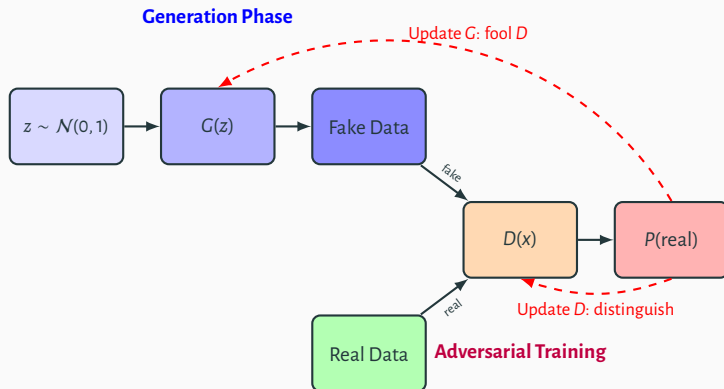 Generation Phase
Update G: fool D
z ∼ 𝒩(0, 1)
G(z)
Fake Data
fake
D(x)
P(real)
real
Update D: distinguish
Real Data
Adversarial Training